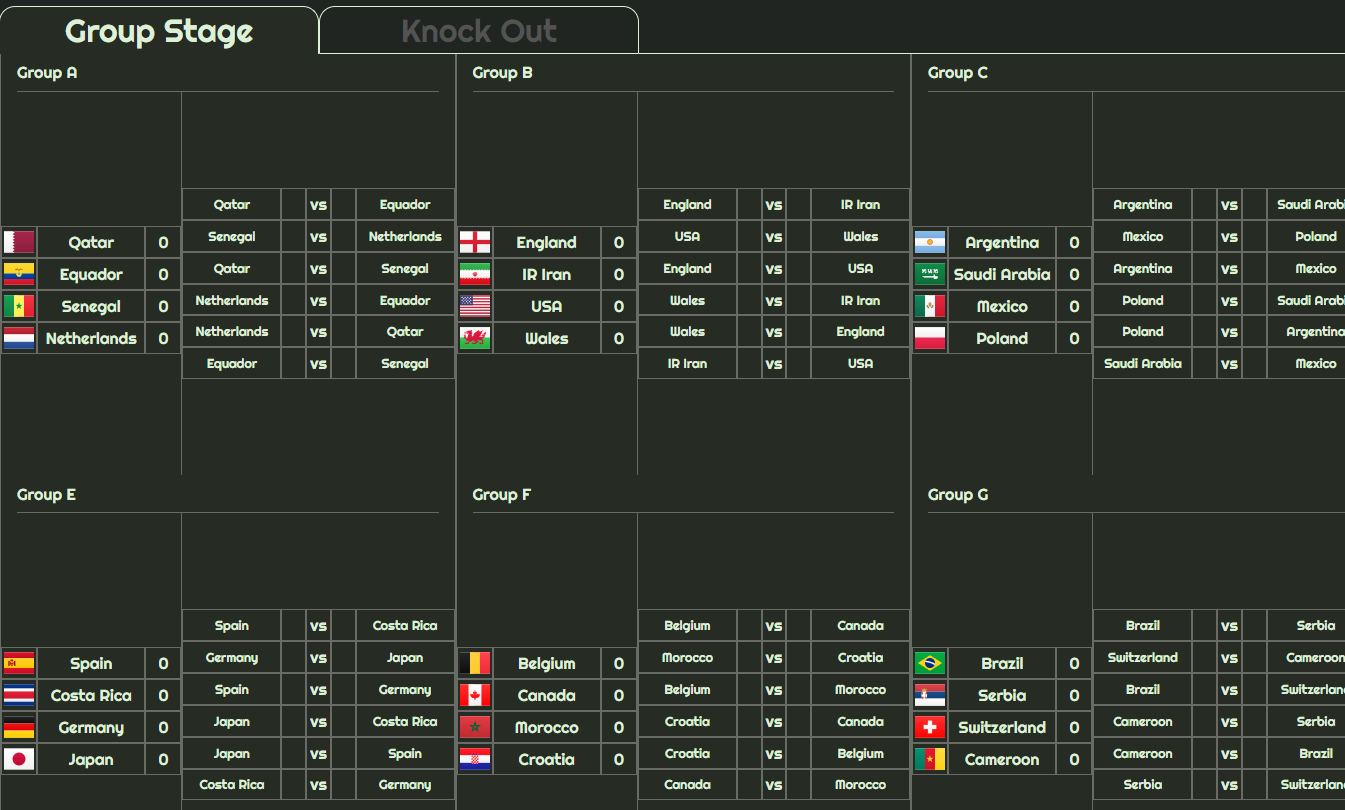 Group Stage
Knock Out
Group A
Qatar 0
Equador 0
Senegal 0
Netherlands 0
Qatar vs Equador
Senegal vs Netherlands
Qatar vs Senegal
Netherlands vs Equador
Netherlands vs Qatar
Equador vs Senegal
Group B
England 0
IR Iran 0
USA 0
Wales 0
England vs IR Iran
USA vs Wales
England vs USA
Wales vs IR Iran
Wales vs England
IR Iran vs USA
Group C
Argentina 0
Saudi Arabia 0
Mexico 0
Poland 0
Argentina vs Saudi Arabi
Mexico vs Poland
Argentina vs Mexico
Poland vs Saudi Arabi
Poland vs Argentina
Saudi Arabia vs Mexico
Group E
Spain 0
Costa Rica 0
Germany 0
Japan 0
Spain vs Costa Rica
Germany vs Japan
Spain vs Germany
Japan vs Costa Rica
Japan vs Spain
Costa Rica vs Germany
Group F
Belgium 0
Canada 0
Morocco 0
Croatia 0
Belgium vs Canada
Morocco vs Croatia
Belgium vs Morocco
Croatia vs Canada
Croatia vs Belgium
Canada vs Morocco
Group G
Brazil 0
Serbia 0
Switzerland 0
Cameroon 0
Brazil vs Serbia
Switzerland vs Cameroon
Brazil vs Switzerlan
Cameroon vs Serbia
Cameroon vs Brazil
Serbia vs Switzerlan